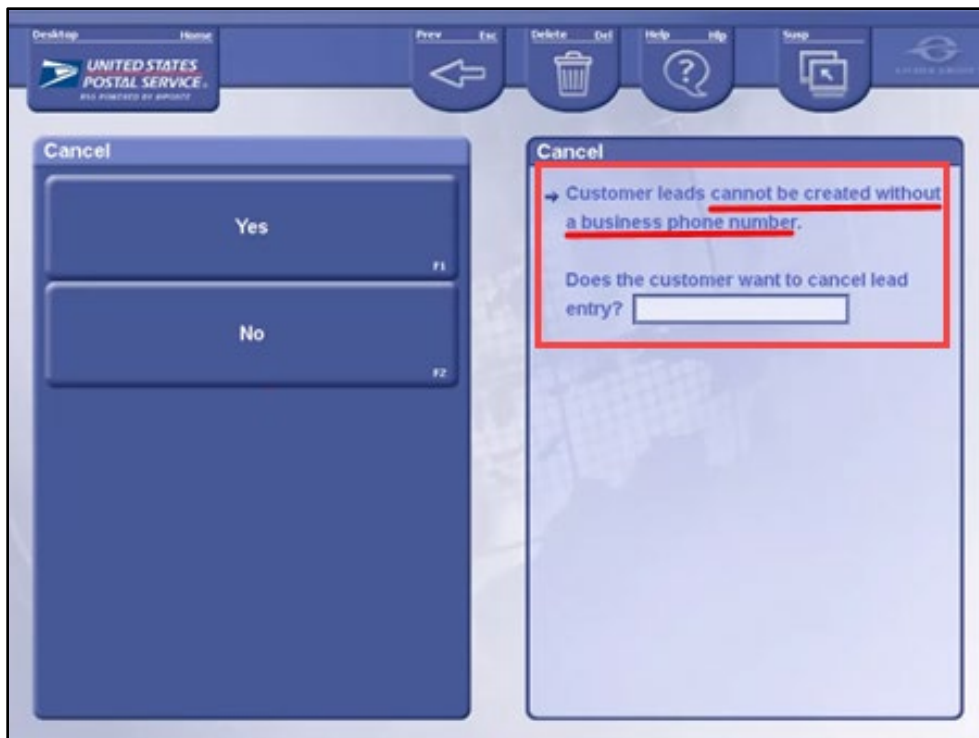 Desktop Home
Prev Esc
Delete Del
Help Hlp
Susp
UNITED STATES
POSTAL SERVICE®
Cancel
Yes
F1
No
F2
Cancel
→ Customer leads cannot be created without
a business phone number.
Does the customer want to cancel lead
entry?